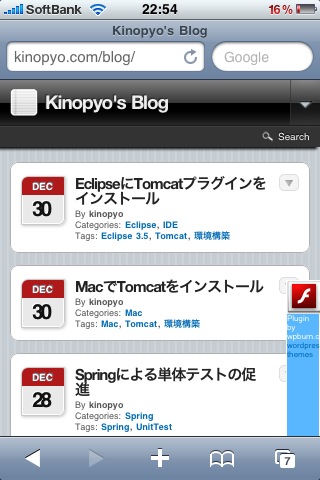 SoftBank 22:54 16%
Kinopyo's Blog
kinopyo.com/blog/ Google
Kinopyo's Blog
Search
DEC
30
EclipseにTomcatプラグインを
インストール
By kinopyo
Categories: Eclipse, IDE
Tags: Eclipse 3.5, Tomcat, 環境構築
DEC
30
MacでTomcatをインストール
By kinopyo
Categories: Mac
Tags: Mac, Tomcat, 環境構築
Plugin
by
wpburn.c
wordpres
themes
DEC
28
Springによる単体テストの促
進
By kinopyo
Categories: Spring
Tags: Spring, UnitTest
7